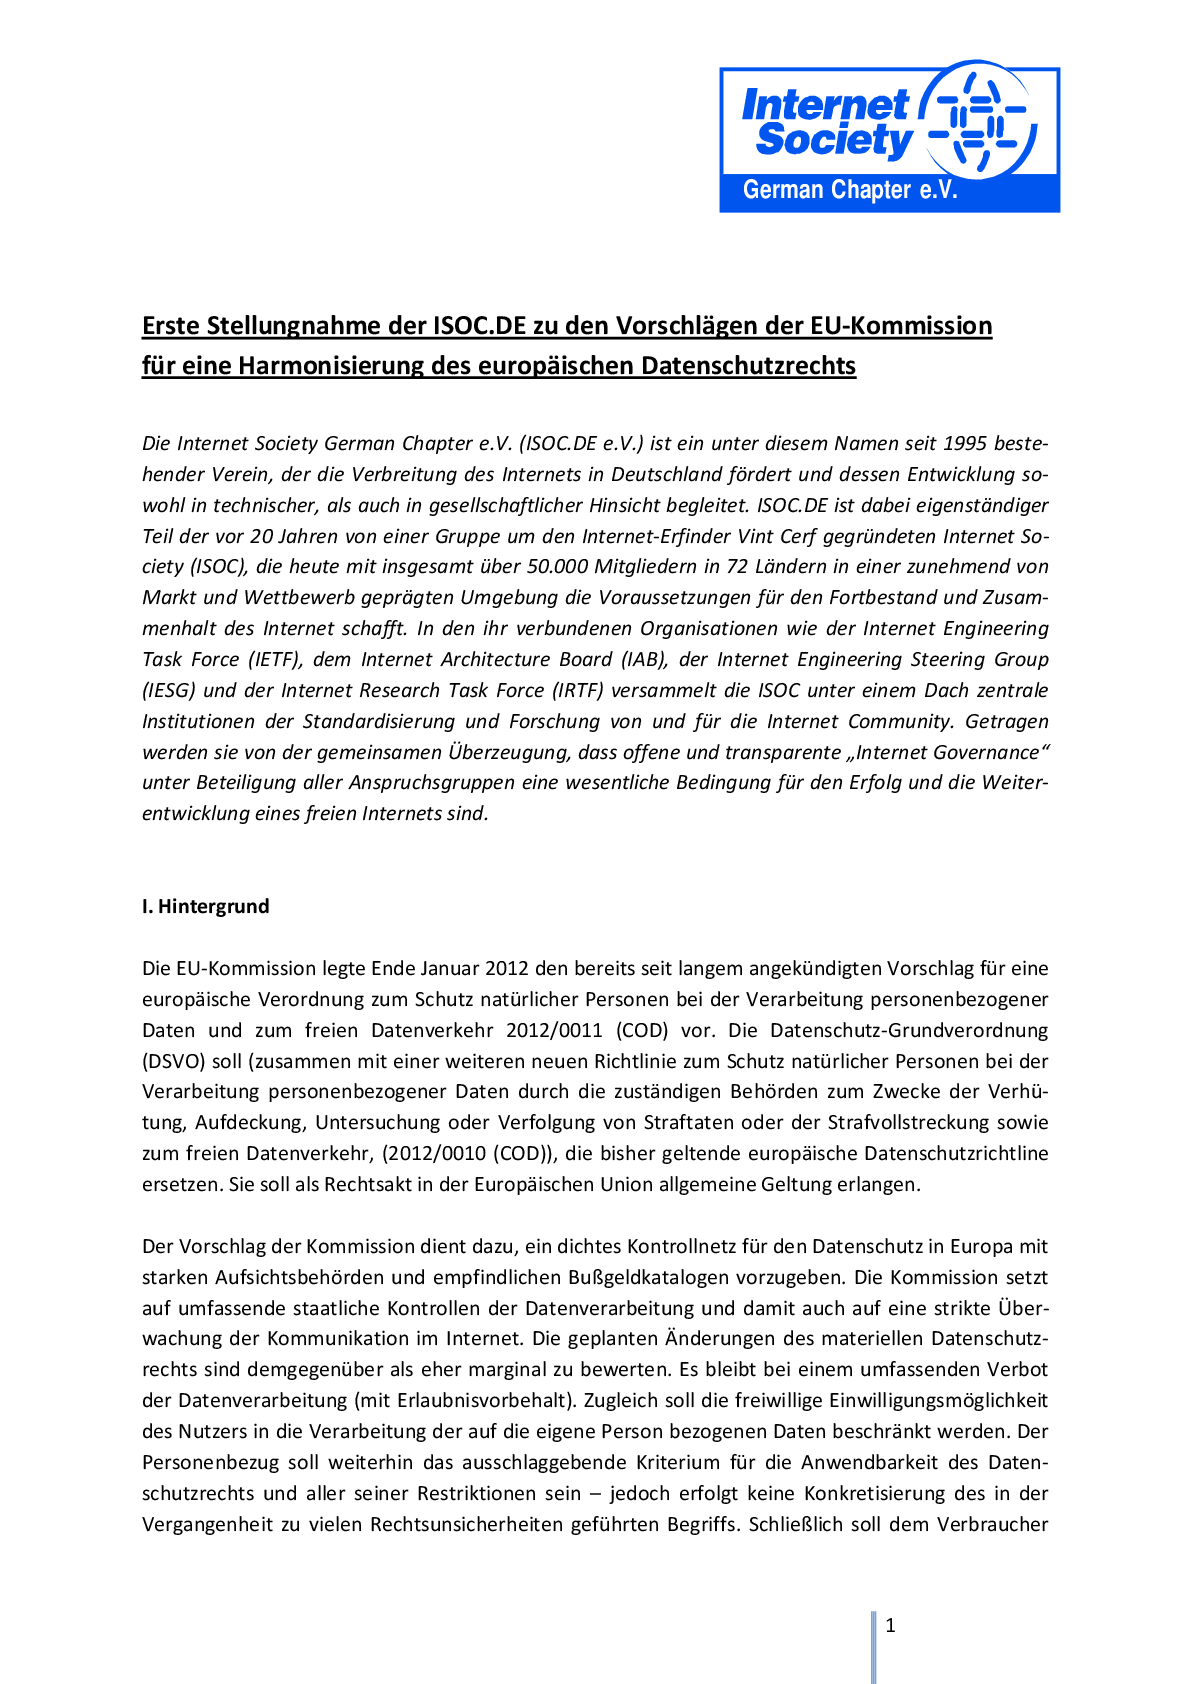 Internet
Society
German Chapter e.V.
Erste Stellungnahme der ISOC.DE zu den Vorschlägen der EU-Kommission
für eine Harmonisierung des europäischen Datenschutzrechts
Die Internet Society German Chapter e.V. (ISOC.DE e.V.) ist ein unter diesem Namen seit 1995 beste-
hender Verein, der die Verbreitung des Internets in Deutschland fördert und dessen Entwicklung so-
wohl in technischer, als auch in gesellschaftlicher Hinsicht begleitet. ISOC.DE ist dabei eigenständiger
Teil der vor 20 Jahren von einer Gruppe um den Internet-Erfinder Vint Cerf gegründeten Internet So-
ciety (ISOC), die heute mit insgesamt über 50.000 Mitgliedern in 72 Ländern in einer zunehmend von
Markt und Wettbewerb geprägten Umgebung die Voraussetzungen für den Fortbestand und Zusam-
menhalt des Internet schafft. In den ihr verbundenen Organisationen wie der Internet Engineering
Task Force (IETF), dem Internet Architecture Board (IAB), der Internet Engineering Steering Group
(IESG) und der Internet Research Task Force (IRTF) versammelt die ISOC unter einem Dach zentrale
Institutionen der Standardisierung und Forschung von und für die Internet Community. Getragen
werden sie von der gemeinsamen Überzeugung, dass offene und transparente „Internet Governance“
unter Beteiligung aller Anspruchsgruppen eine wesentliche Bedingung für den Erfolg und die Weiter-
entwicklung eines freien Internets sind.
I. Hintergrund
Die EU-Kommission legte Ende Januar 2012 den bereits seit langem angekündigten Vorschlag für eine
europäische Verordnung zum Schutz natürlicher Personen bei der Verarbeitung personenbezogener
Daten und zum freien Datenverkehr 2012/0011 (COD) vor. Die Datenschutz-Grundverordnung
(DSVO) soll (zusammen mit einer weiteren neuen Richtlinie zum Schutz natürlicher Personen bei der
Verarbeitung personenbezogener Daten durch die zuständigen Behörden zum Zwecke der Verhü-
tung, Aufdeckung, Untersuchung oder Verfolgung von Straftaten oder der Strafvollstreckung sowie
zum freien Datenverkehr, (2012/0010 (COD)), die bisher geltende europäische Datenschutzrichtline
ersetzen. Sie soll als Rechtsakt in der Europäischen Union allgemeine Geltung erlangen.
Der Vorschlag der Kommission dient dazu, ein dichtes Kontrollnetz für den Datenschutz in Europa mit
starken Aufsichtsbehörden und empfindlichen Bußgeldkatalogen vorzugeben. Die Kommission setzt
auf umfassende staatliche Kontrollen der Datenverarbeitung und damit auch auf eine strikte Über-
wachung der Kommunikation im Internet. Die geplanten Änderungen des materiellen Datenschutz-
rechts sind demgegenüber als eher marginal zu bewerten. Es bleibt bei einem umfassenden Verbot
der Datenverarbeitung (mit Erlaubnisvorbehalt). Zugleich soll die freiwillige Einwilligungsmöglichkeit
des Nutzers in die Verarbeitung der auf die eigene Person bezogenen Daten beschränkt werden. Der
Personenbezug soll weiterhin das ausschlaggebende Kriterium für die Anwendbarkeit des Daten-
schutzrechts und aller seiner Restriktionen sein – jedoch erfolgt keine Konkretisierung des in der
Vergangenheit zu vielen Rechtsunsicherheiten geführten Begriffs. Schließlich soll dem Verbraucher
1